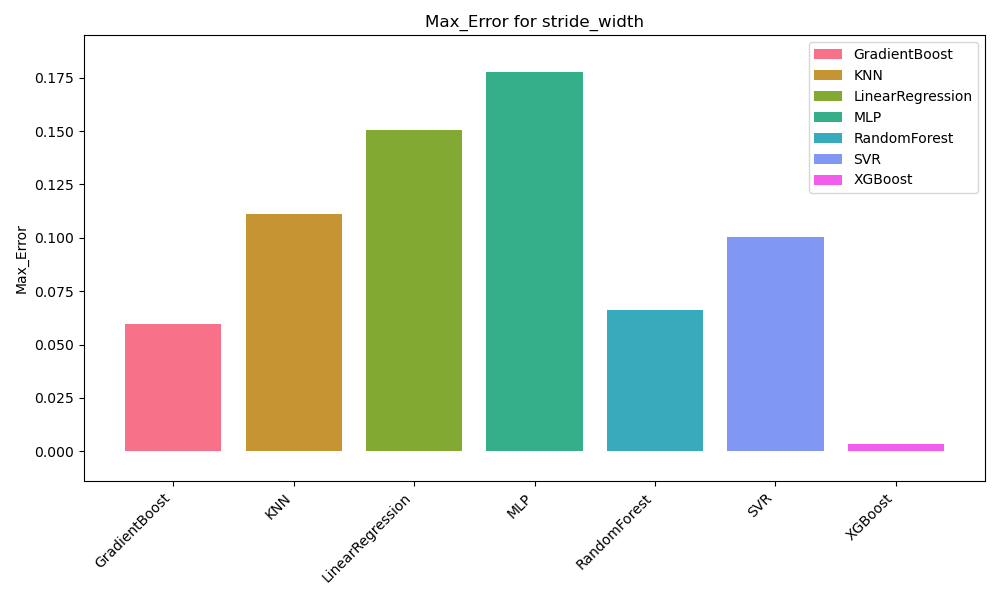 Max_Error for stride_width
GradientBoost
KNN
LinearRegression
MLP
RandomForest
SVR
XGBoost
Max_Error
0.175
0.150
0.125
0.100
0.075
0.050
0.025
0.000
GradientBoost
KNN
LinearRegression
MLP
RandomForest
SVR
XGBoost